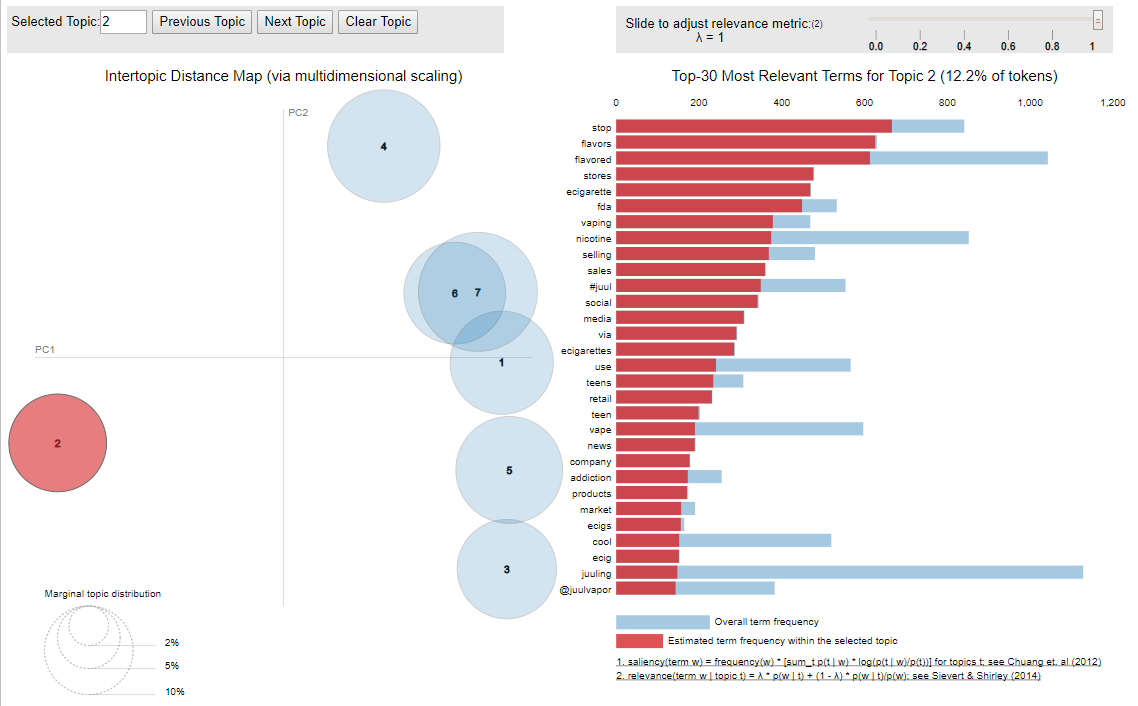 Selected Topic: 2 Previous Topic Next Topic Clear Topic
Slide to adjust relevance metric:(2)
λ = 1
0.0 0.2 0.4 0.6 0.8 1
Intertopic Distance Map (via multidimensional scaling)
PC2
PC1
4
6
7
1
2
5
3
Marginal topic distribution
2%
5%
10%
Top-30 Most Relevant Terms for Topic 2 (12.2% of tokens)
0 200 400 600 800 1,000 1,200
stop
flavors
flavored
stores
ecigarette
fda
vaping
nicotine
selling
sales
#juul
social
media
via
ecigarettes
use
teens
retail
teen
vape
news
company
addiction
products
market
ecigs
cool
ecig
juuling
@juulvapor
Overall term frequency
Estimated term frequency within the selected topic
1. saliency(term w) = frequency(w) * [sum_t p(t | w) * log(p(t | w)/p(t))] for topics t; see Chuang et. al (2012)
2. relevance(term w | topic t) = λ * p(w | t) + (1 - λ) * p(w | t)/p(w); see Sievert & Shirley (2014)